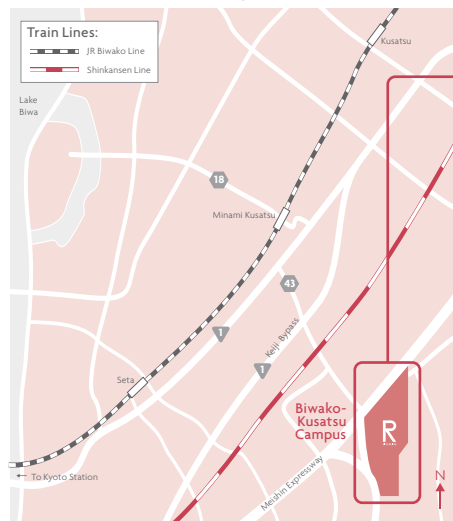 Train Lines:
JR Biwako Line
Shinkansen Line
Kusatsu
Lake
Biwa
18
Minami Kusatsu
43
1
Keiji Bypass
1
Seta
Biwako-
Kusatsu
Campus
R
Meishin Expressway
N
← To Kyoto Station